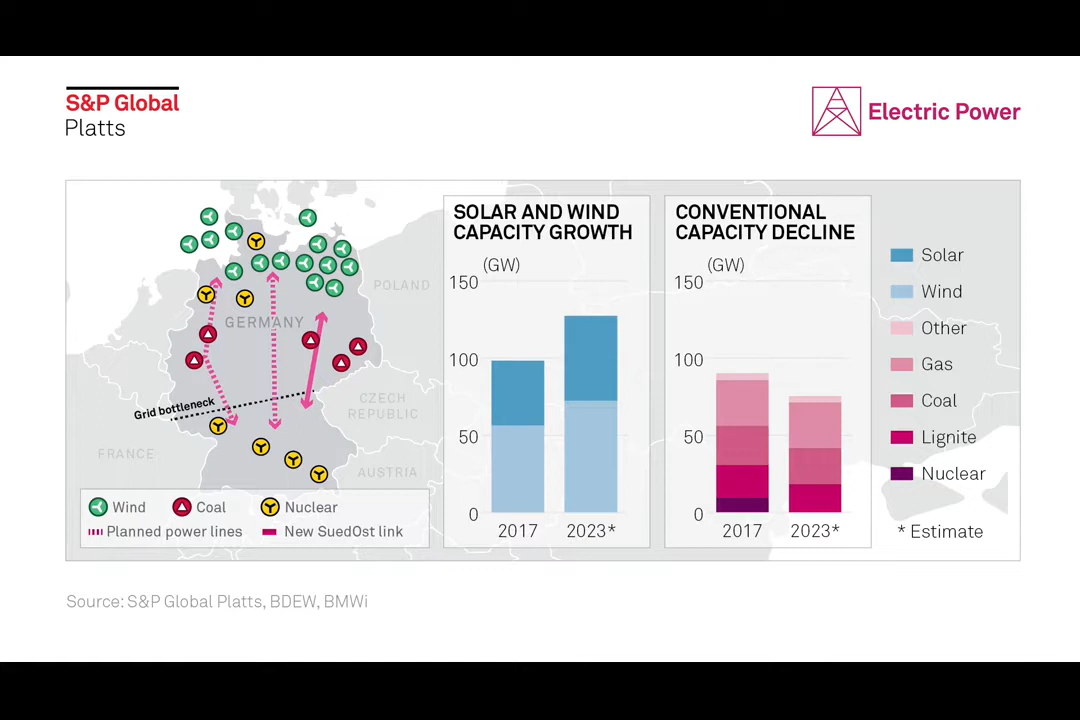 S&P Global
Platts
Electric Power
POLAND
GERMANY
Grid bottleneck
CZECH
REPUBLIC
FRANCE
AUSTRIA
Wind
Coal
Nuclear
Planned power lines
New SuedOst link
SOLAR AND WIND
CAPACITY GROWTH
(GW)
150
100
50
0
2017
2023*
CONVENTIONAL
CAPACITY DECLINE
(GW)
150
100
50
0
2017
2023*
Solar
Wind
Other
Gas
Coal
Lignite
Nuclear
* Estimate
Source: S&P Global Platts, BDEW, BMWi